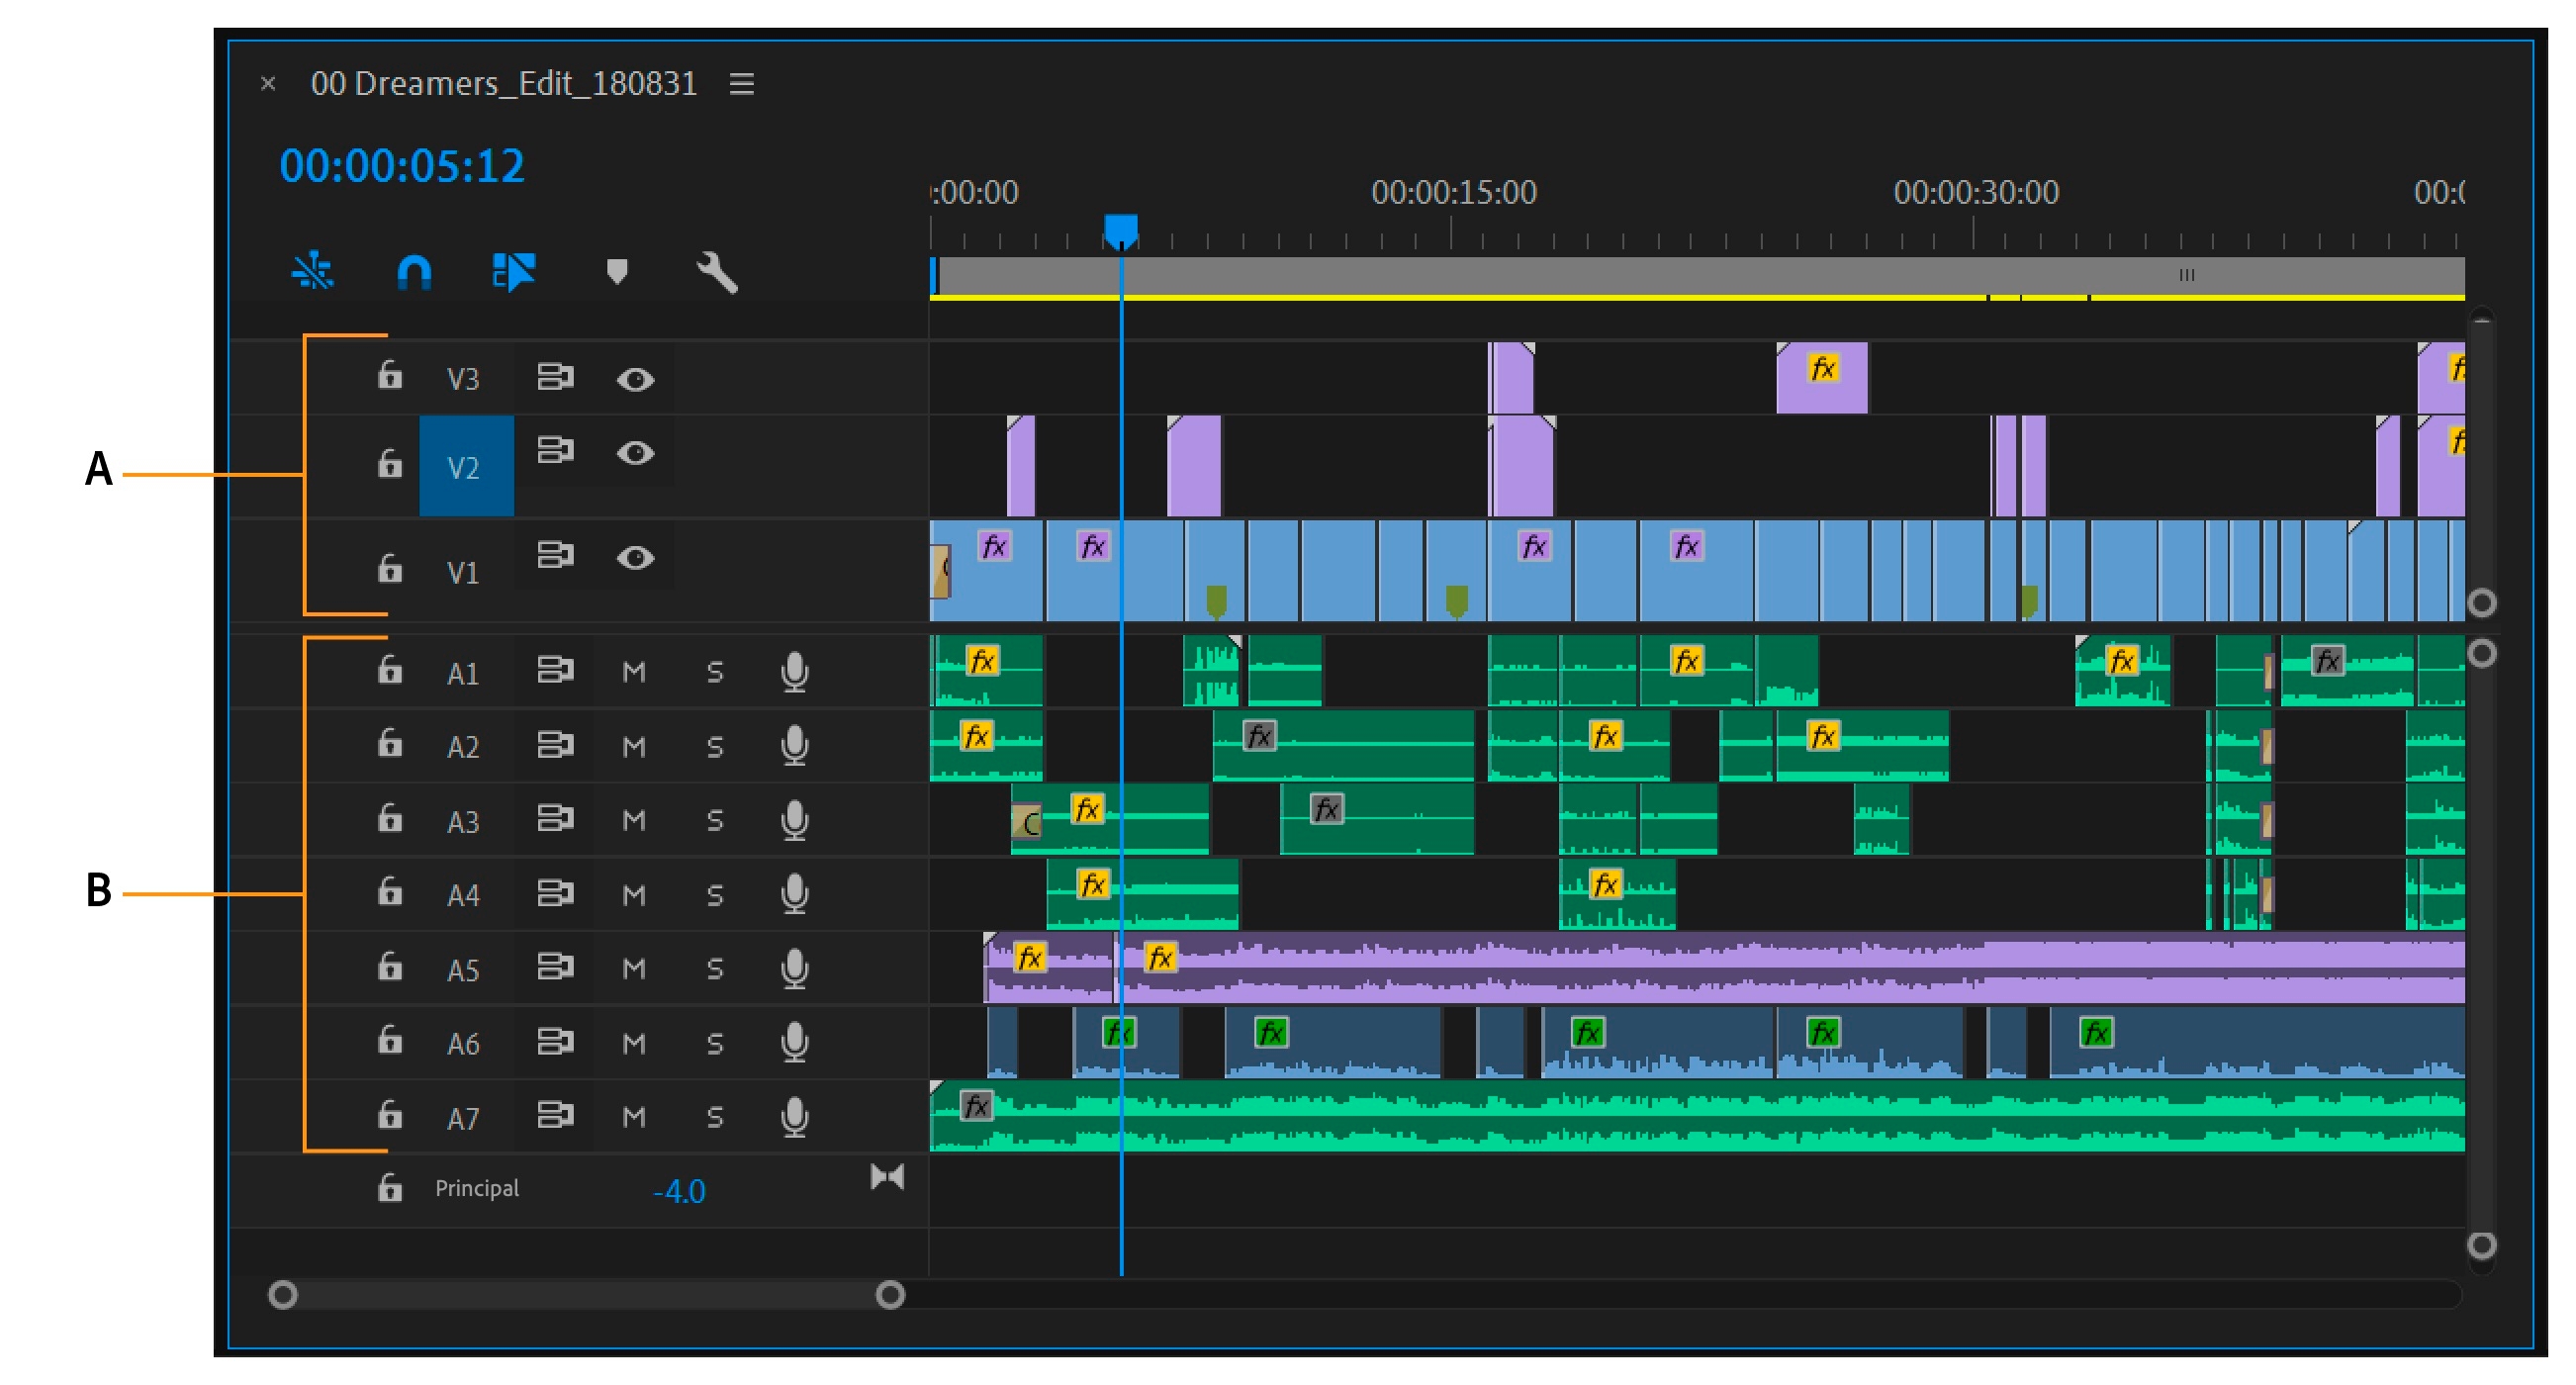 00 Dreamers_Edit_180831
00:00:05:12
:00:00 00:00:15:00 00:00:30:00 00:0
V3 fx
A V2
V1 fx fx fx fx
A1 M S fx fx fx fx
A2 M S fx fx fx fx
A3 M S C fx fx
B A4 M S fx fx
A5 M S fx fx
A6 M S fx fx fx fx fx
A7 M S fx
Principal -4.0